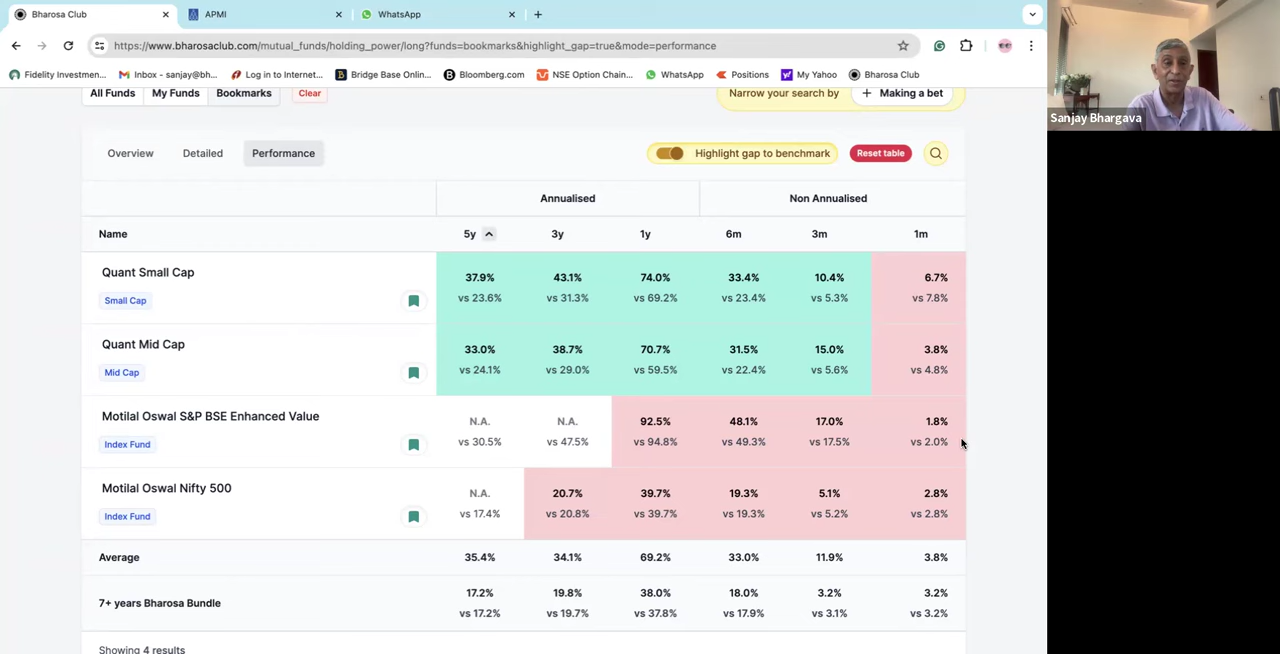 Bharosa Club
APMI
WhatsApp
https://www.bharosaclub.com/mutual_funds/holding_power/long?funds=bookmarks&highlight_gap=true&mode=performance
Fidelity Investmen... Inbox - sanjay@bh... Log in to Internet... Bridge Base Onlin... Bloomberg.com NSE Option Chain... WhatsApp Positions My Yahoo Bharosa Club
All Funds My Funds Bookmarks Clear
Narrow your search by + Making a bet
Sanjay Bhargava
Overview Detailed Performance
Highlight gap to benchmark Reset table
Annualised Non Annualised
Name 5y 3y 1y 6m 3m 1m
Quant Small Cap 37.9% 43.1% 74.0% 33.4% 10.4% 6.7%
Small Cap vs 23.6% vs 31.3% vs 69.2% vs 23.4% vs 5.3% vs 7.8%
Quant Mid Cap 33.0% 38.7% 70.7% 31.5% 15.0% 3.8%
Mid Cap vs 24.1% vs 29.0% vs 59.5% vs 22.4% vs 5.6% vs 4.8%
Motilal Oswal S&P BSE Enhanced Value N.A. N.A. 92.5% 48.1% 17.0% 1.8%
Index Fund vs 30.5% vs 47.5% vs 94.8% vs 49.3% vs 17.5% vs 2.0%
Motilal Oswal Nifty 500 N.A. 20.7% 39.7% 19.3% 5.1% 2.8%
Index Fund vs 17.4% vs 20.8% vs 39.7% vs 19.3% vs 5.2% vs 2.8%
Average 35.4% 34.1% 69.2% 33.0% 11.9% 3.8%
7+ years Bharosa Bundle 17.2% 19.8% 38.0% 18.0% 3.2% 3.2%
vs 17.2% vs 19.7% vs 37.8% vs 17.9% vs 3.1% vs 3.2%
Showing 4 results